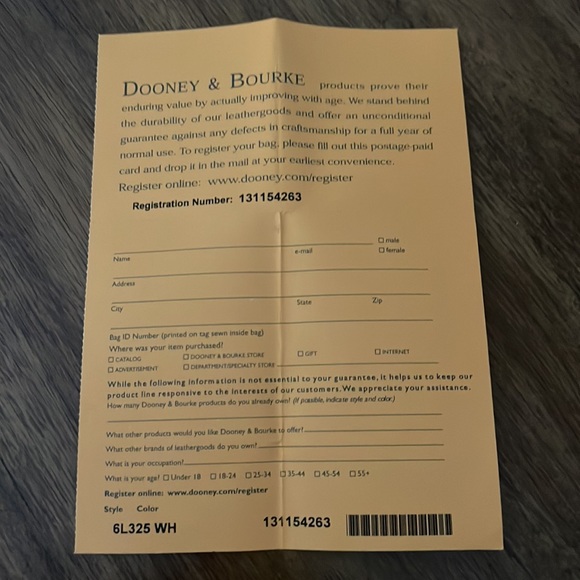 DOONEY & BOURKE products prove their
enduring value by actually improving with age. We stand behind
the durability of our leathergoods and offer an unconditional
guarantee against any defects in craftsmanship for a full year of
normal use. To register your bag, please fill out this postage-paid
card and drop it in the mail at your earliest convenience.
Register online: www.dooney.com/register
Registration Number: 131154263
☐ male
Name e-mail ☐ female
Address
City State Zip
Bag ID Number (printed on tag sewn inside bag)
Where was your item purchased?
☐ CATALOG ☐ DOONEY & BOURKE STORE ☐ GIFT ☐ INTERNET
☐ ADVERTISEMENT ☐ DEPARTMENT/SPECIALTY STORE
While the following information is not essential to your guarantee, it helps us to keep our
product line responsive to the interests of our customers. We appreciate your assistance.
How many Dooney & Bourke products do you already own? (if possible, indicate style and color.)
What other products would you like Dooney & Bourke to offer?
What other brands of leathergoods do you own?
What is your occupation?
What is your age? ☐ Under 18 ☐ 18-24 ☐ 25-34 ☐ 35-44 ☐ 45-54 ☐ 55+
Register online: www.dooney.com/register
Style Color
6L325 WH 131154263